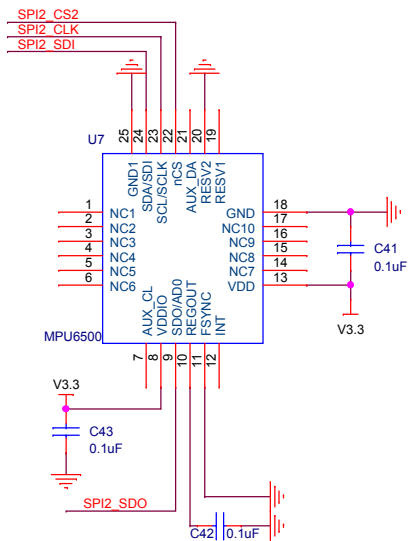 SPI2_CS2
SPI2_CLK
SPI2_SDI
U7
25
24
23
22
21
20
19
GND1
SDA/SDI
SCL/SCLK
nCS
AUX_DA
RESV2
RESV1
1 NC1 GND 18
2 NC2 NC10 17
3 NC3 NC9 16
4 NC4 NC8 15
5 NC5 NC7 14
6 NC6 VDD 13
C41
0.1uF
V3.3
AUX_CL
VDDIO
SDO/AD0
REGOUT
FSYNC
INT
MPU6500
7
8
9
10
11
12
V3.3
C43
0.1uF
SPI2_SDO
C42 0.1uF